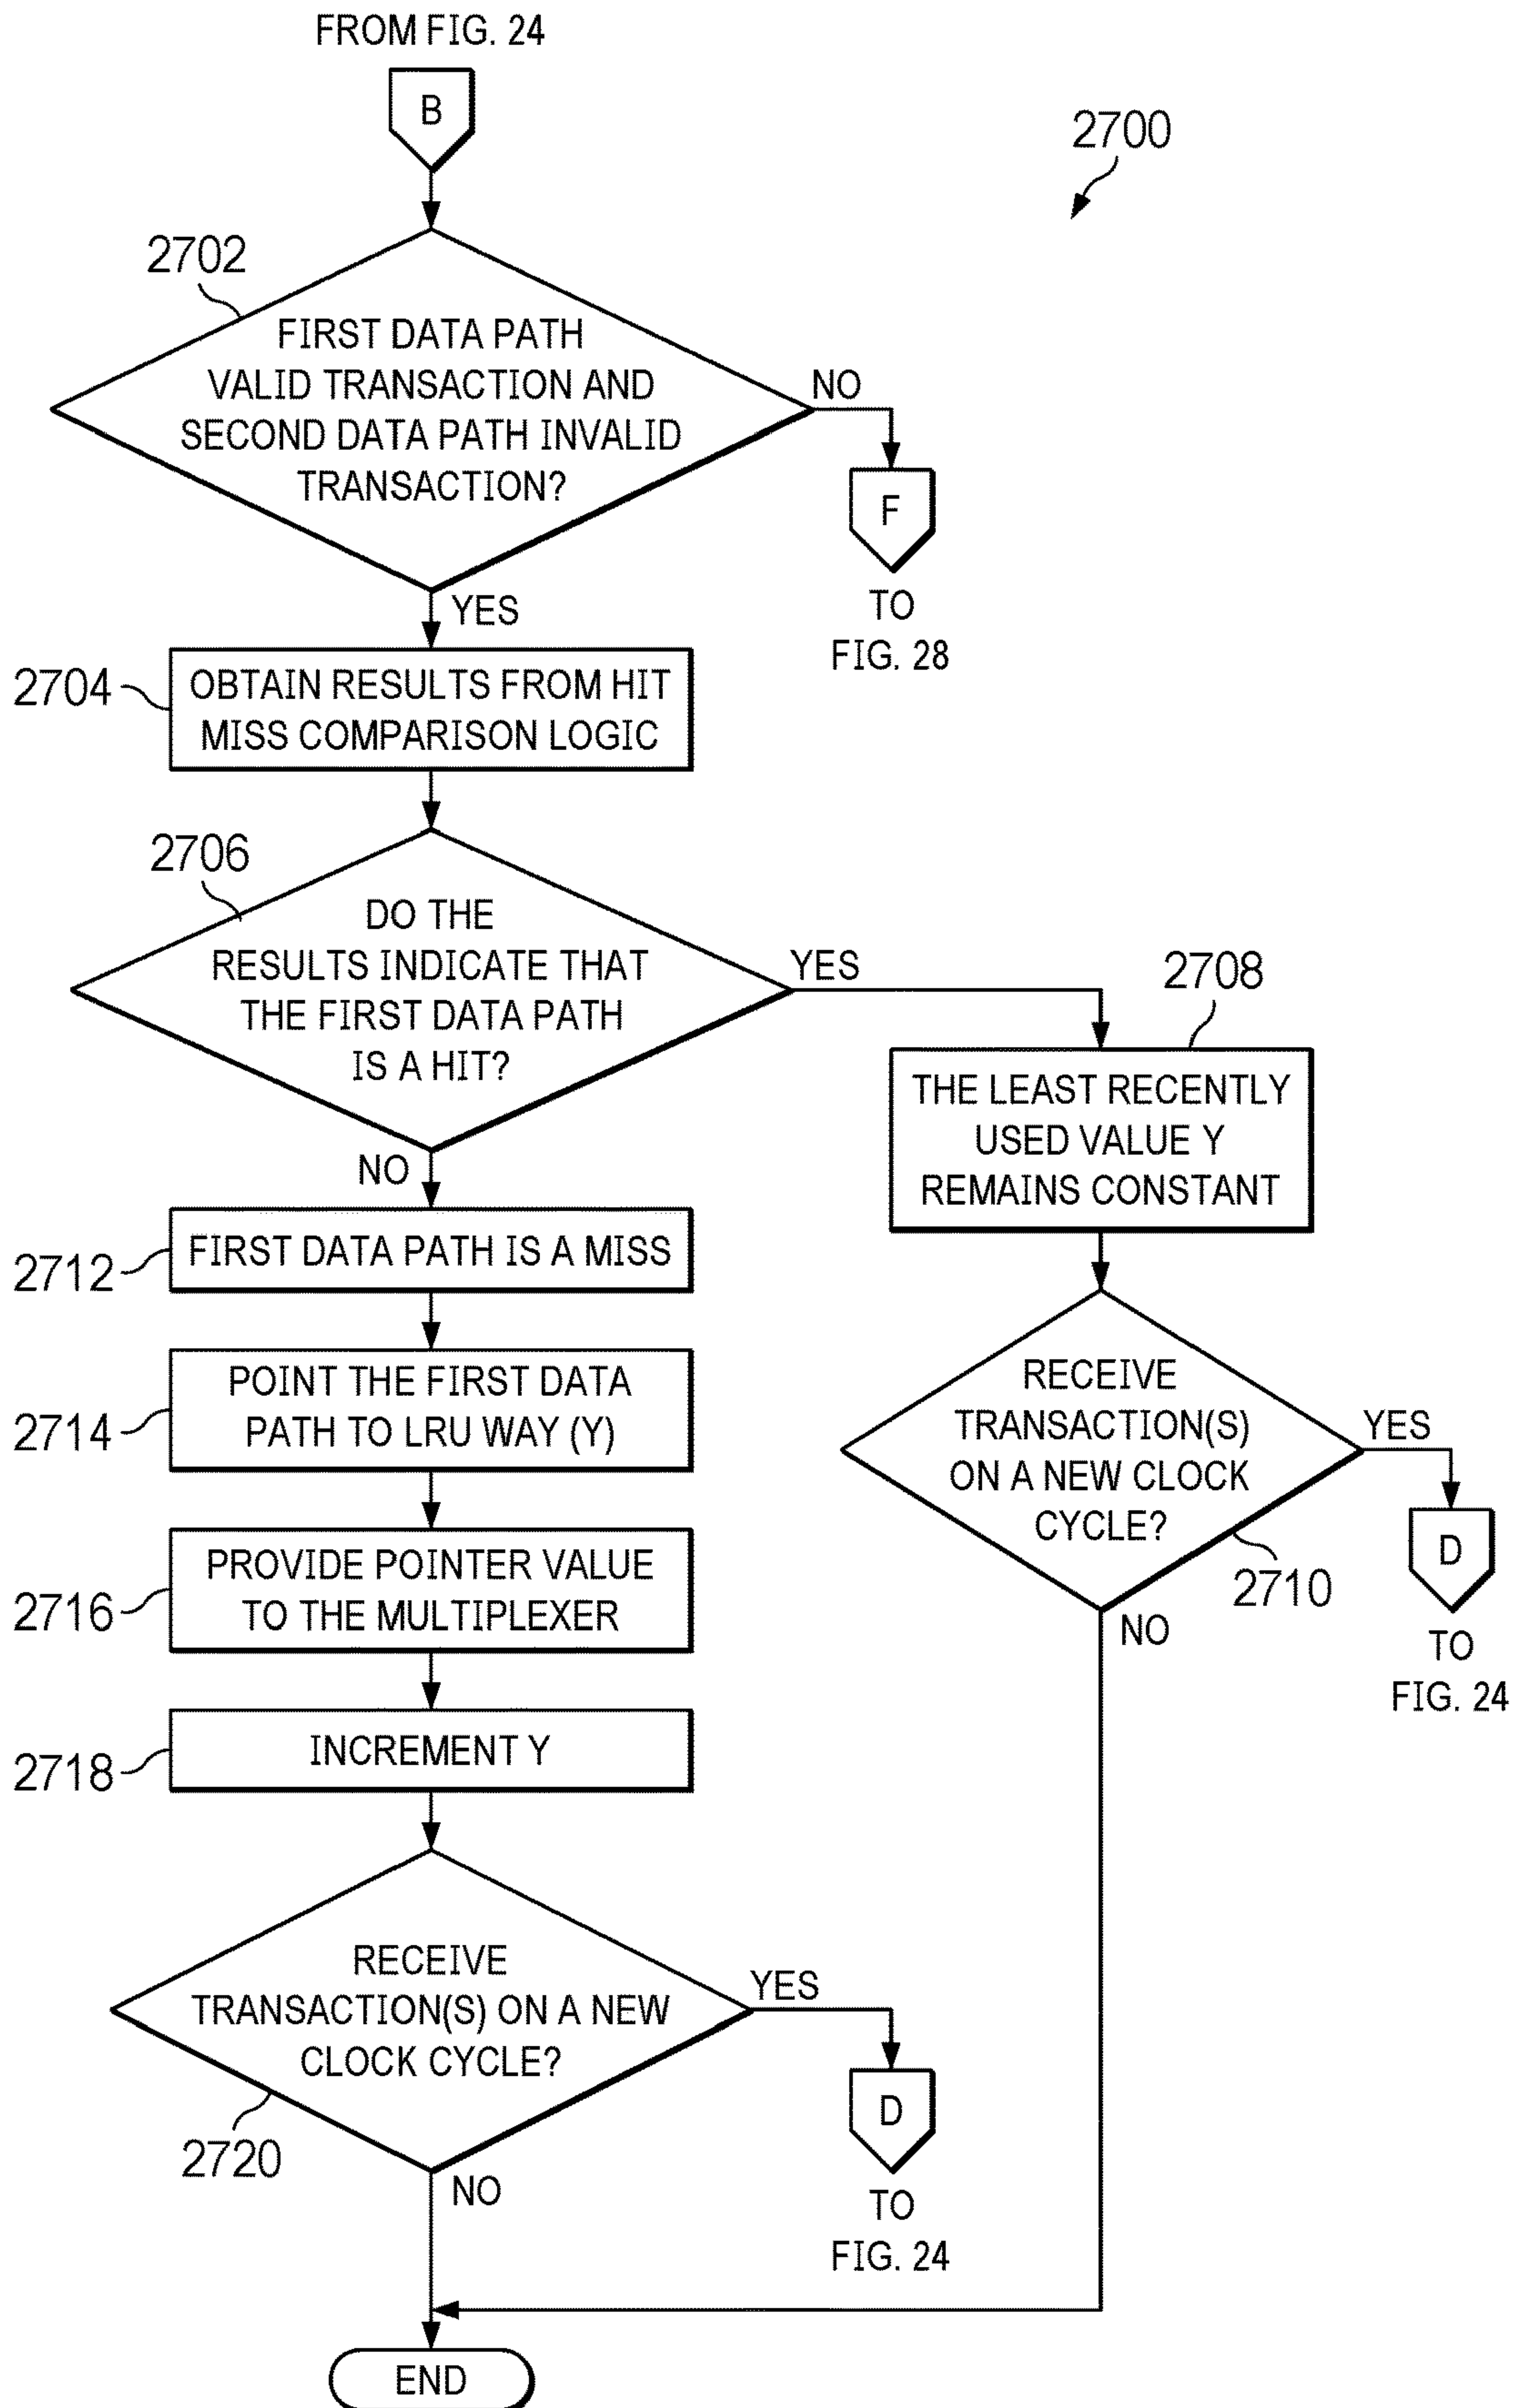 FROM FIG. 24
B
2700
2702
FIRST DATA PATH
VALID TRANSACTION AND
SECOND DATA PATH INVALID
TRANSACTION?
NO
F
TO
FIG. 28
YES
2704
OBTAIN RESULTS FROM HIT
MISS COMPARISON LOGIC
2706
DO THE
RESULTS INDICATE THAT
THE FIRST DATA PATH
IS A HIT?
YES
2708
THE LEAST RECENTLY
USED VALUE Y
REMAINS CONSTANT
NO
2712
FIRST DATA PATH IS A MISS
2714
POINT THE FIRST DATA
PATH TO LRU WAY (Y)
RECEIVE
TRANSACTION(S)
ON A NEW CLOCK
CYCLE?
YES
D
TO
FIG. 24
2710
NO
2716
PROVIDE POINTER VALUE
TO THE MULTIPLEXER
2718
INCREMENT Y
RECEIVE
TRANSACTION(S) ON A NEW
CLOCK CYCLE?
YES
D
TO
FIG. 24
2720
NO
END